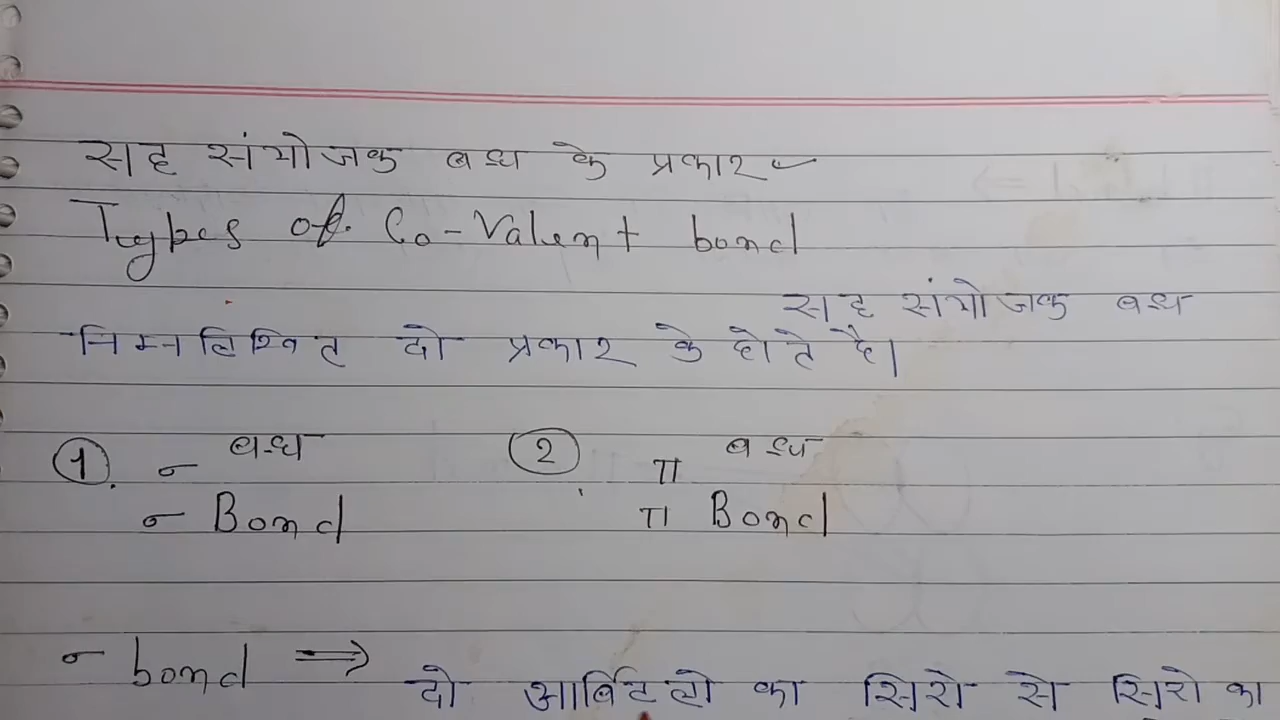 सह संयोजक बन्ध के प्रकार -
Types of Co-Valent bond
सह संयोजक बन्ध
निम्नलिखित दो प्रकार के होते है।
① σ बन्ध ② π बन्ध
σ Bond π Bond
σ bond ⇒ दो आर्बिटलो का सिरो से सिरो का